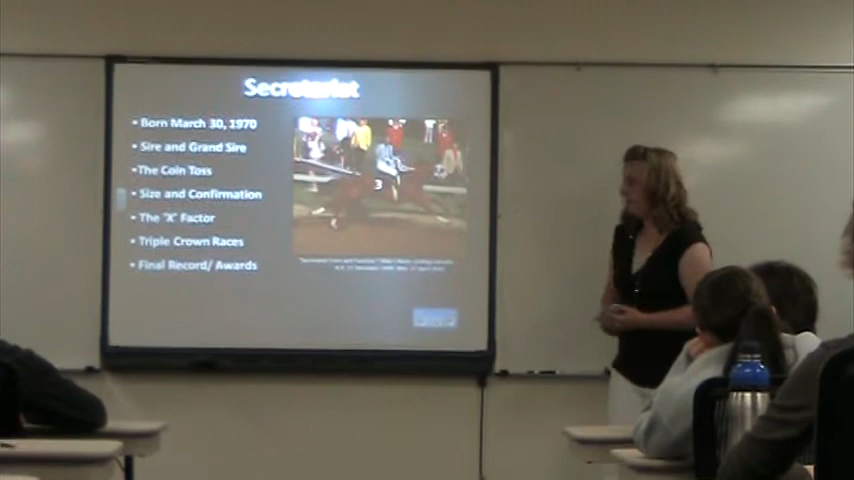 Secretariat
• Born March 30, 1970
• Sire and Grand Sire
• The Coin Toss
• Size and Confirmation
• The 'X' Factor
• Triple Crown Races
• Final Record/ Awards
3